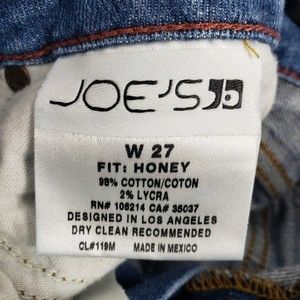 JOE'S
W 27
FIT: HONEY
98% COTTON/COTON
2% LYCRA
RN# 106214 CA# 35037
DESIGNED IN LOS ANGELES
DRY CLEAN RECOMMENDED
CL#119M MADE IN MEXICO